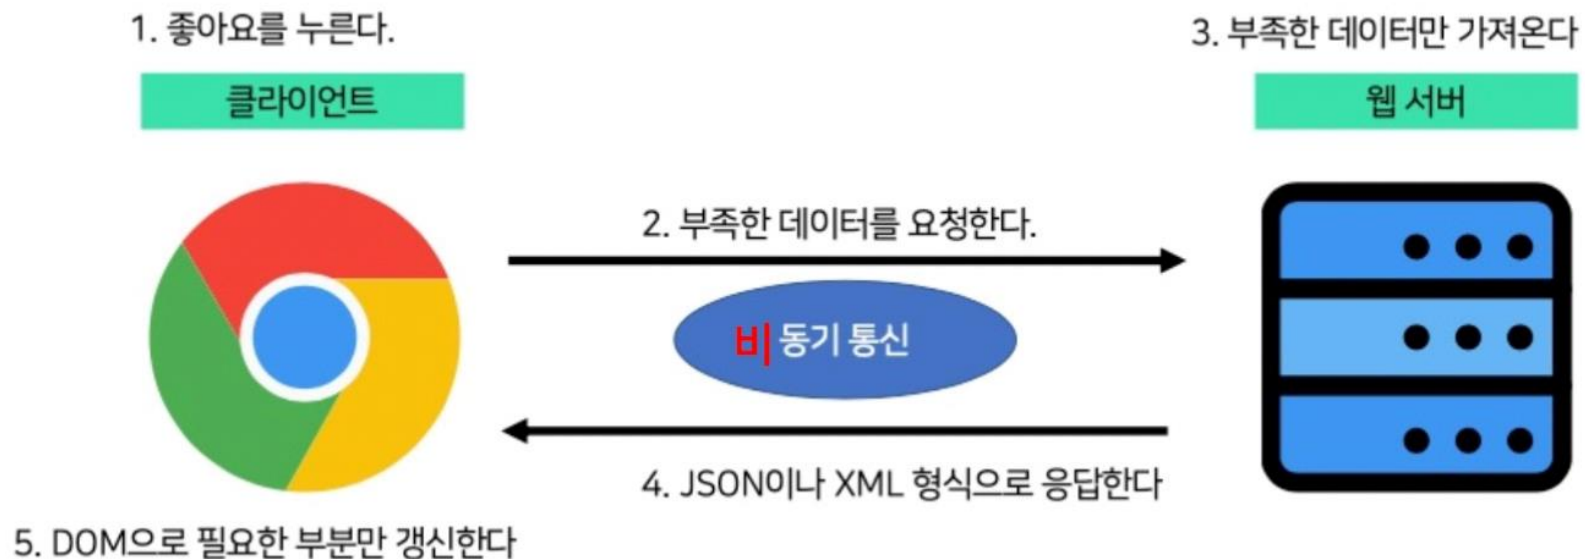 1. 좋아요를 누른다.
클라이언트
3. 부족한 데이터만 가져온다
웹 서버
2. 부족한 데이터를 요청한다.
비 동기 통신
4. JSON이나 XML 형식으로 응답한다
5. DOM으로 필요한 부분만 갱신한다